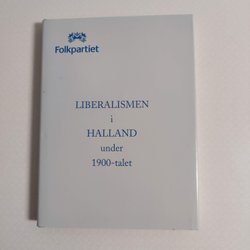 Folkpartiet
LIBERALISMEN
i
HALLAND
under
1900-talet